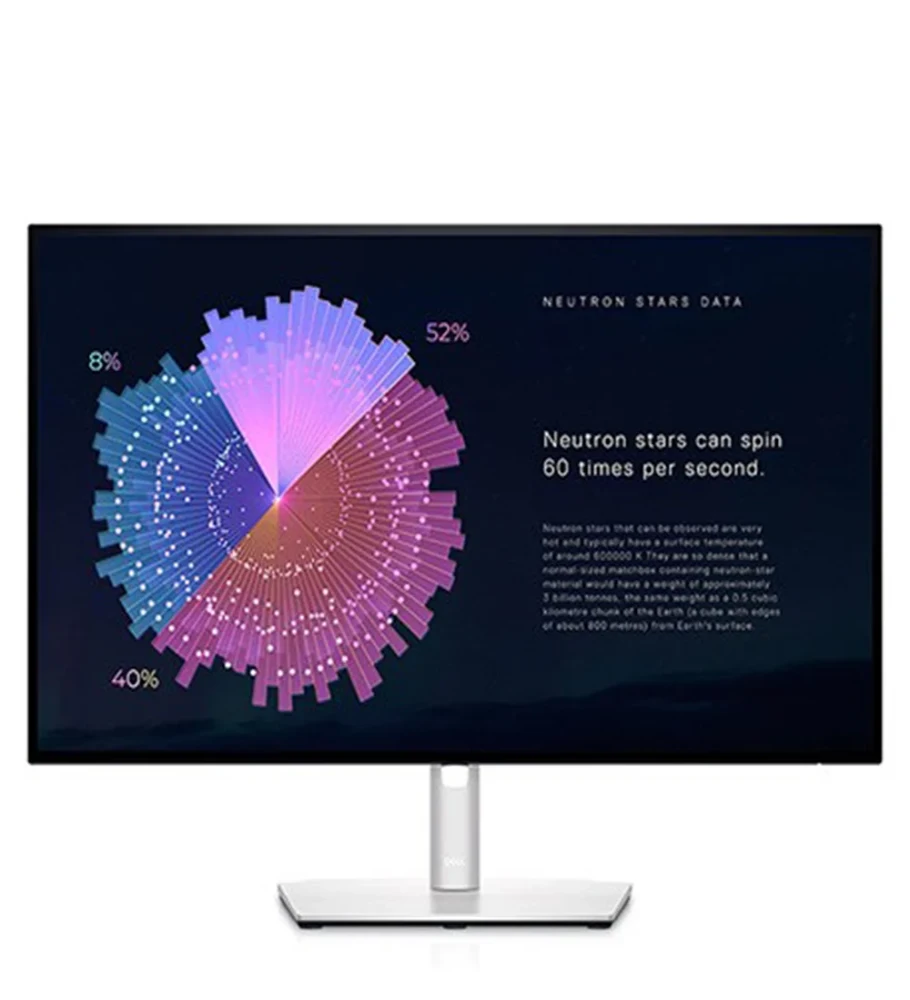 NEUTRON STARS DATA
52%
8%
Neutron stars can spin
60 times per second.
Neutron stars that can be observed are very
hot and typically have a surface temperature
of around 600000 K They are so dense that a
normal-sized matchbox containing neutron-star
material would have a weight of approximately
3 billion tonnes, the same weight as a 0.5 cubic
kilometre chunk of the Earth (a cube with edges
of about 800 metres) from Earth's surface.
40%
DELL